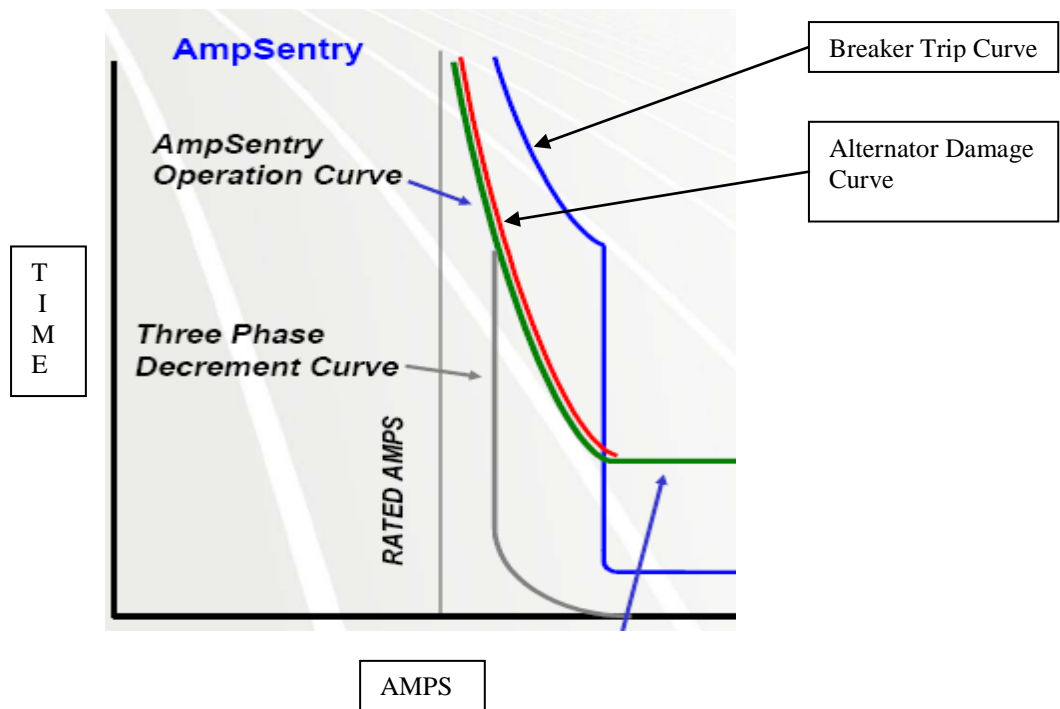 AmpSentry
Breaker Trip Curve
AmpSentry
Operation Curve
Alternator Damage
Curve
T
I
M
E
Three Phase
Decrement Curve
RATED AMPS
AMPS